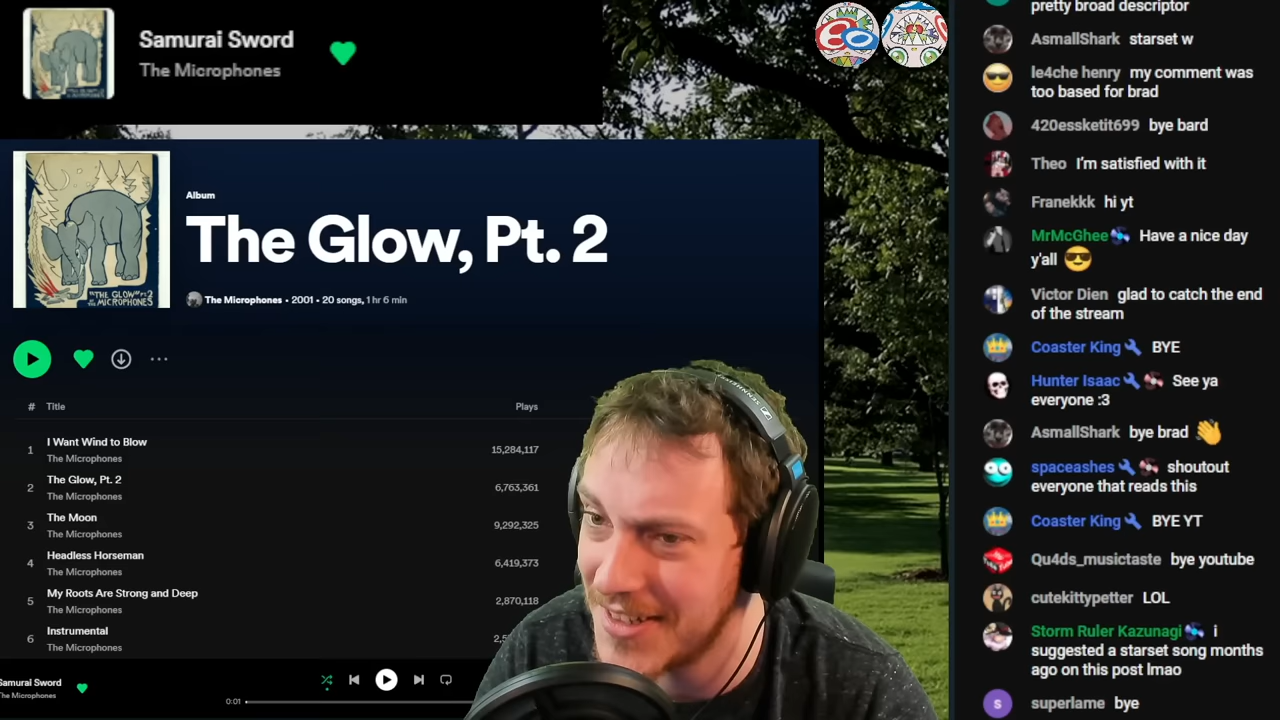 Samurai Sword
The Microphones
Album
The Glow, Pt. 2
The Microphones • 2001 • 20 songs, 1 hr 6 min
"THE GLOW" PT.2
THE MICROPHONES
# Title Plays
1 I Want Wind to Blow 15,284,117
The Microphones
2 The Glow, Pt. 2 6,763,361
The Microphones
3 The Moon 9,292,325
The Microphones
4 Headless Horseman 6,419,373
The Microphones
5 My Roots Are Strong and Deep 2,870,118
The Microphones
6 Instrumental
The Microphones
Samurai Sword
The Microphones
0:01
SENNHEISER
pretty broad descriptor
AsmallShark starset w
le4che henry my comment was
too based for brad
420essketit699 bye bard
Theo I’m satisfied with it
Franekkk hi yt
MrMcGhee Have a nice day
y'all 😎
Victor Dien glad to catch the end
of the stream
Coaster King BYE
Hunter Isaac See ya
everyone :3
AsmallShark bye brad 👋
spaceashes shoutout
everyone that reads this
Coaster King BYE YT
Qu4ds_musictaste bye youtube
cutekittypetter LOL
Storm Ruler Kazunagi i
suggested a starset song months
ago on this post lmao
s superlame bye